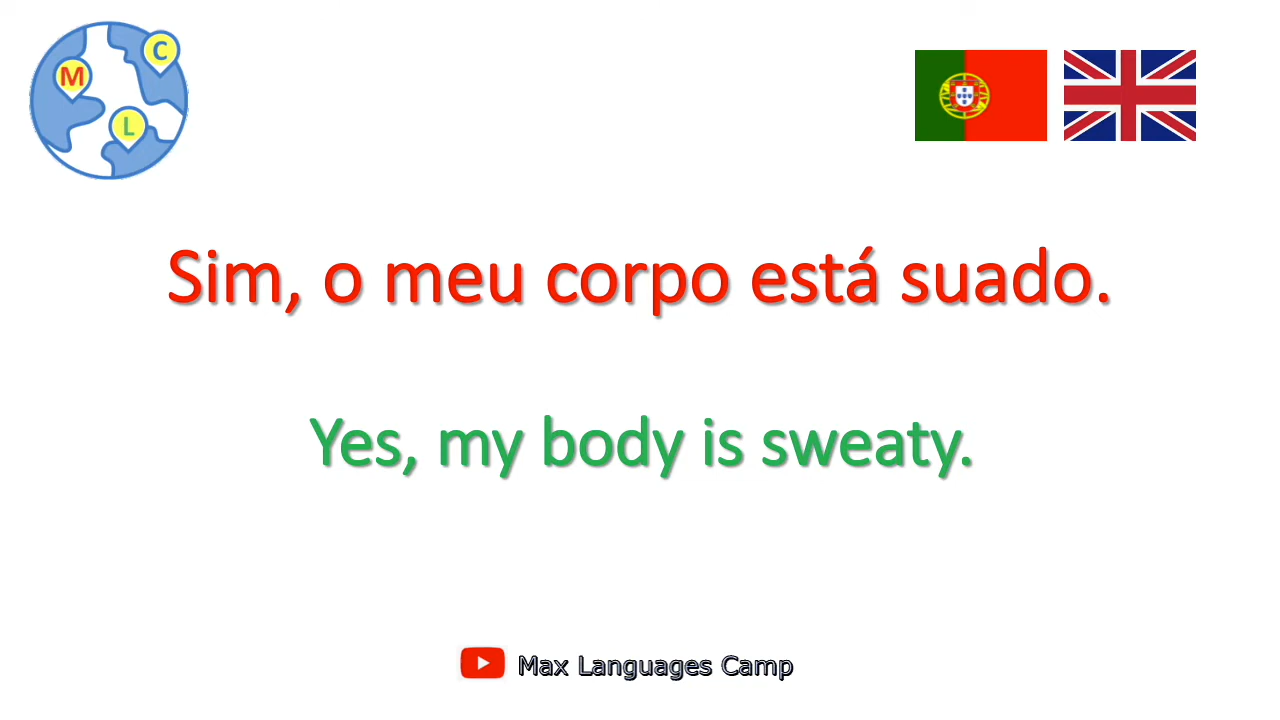 C
M
L
Sim, o meu corpo está suado.
Yes, my body is sweaty.
Max Languages Camp